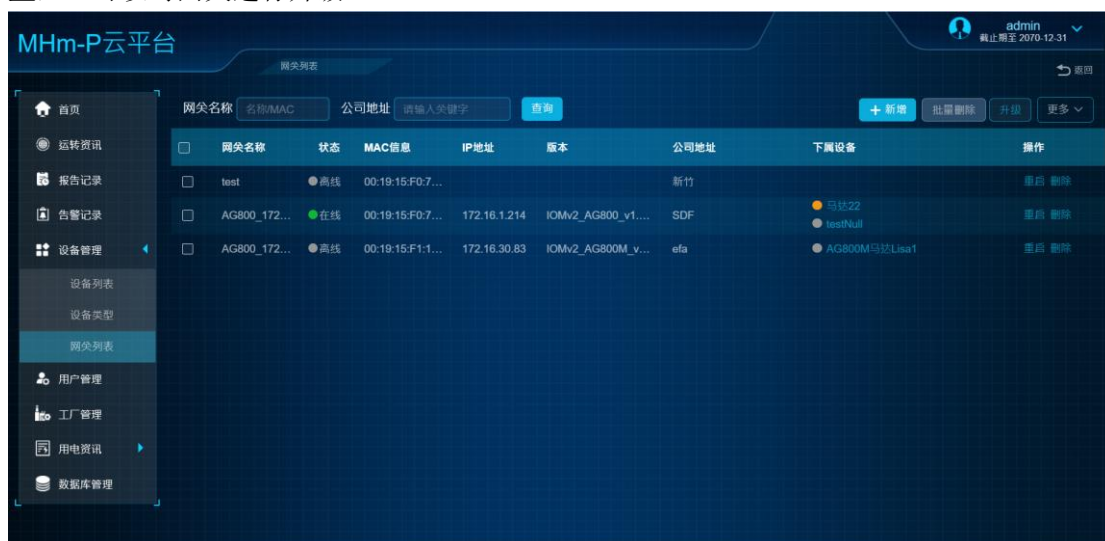 MHm-P云平台
admin
截止期至 2070-12-31
网关列表
返回
首页
运转资讯
报告记录
告警记录
设备管理
设备列表
设备类型
网关列表
用户管理
工厂管理
用电资讯
数据库管理
网关名称 名称/MAC 公司地址 请输入关键字 查询 + 新增 批量删除 升级 更多
网关名称 状态 MAC信息 IP地址 版本 公司地址 下属设备 操作
test 离线 00:19:15:F0:7... 新竹 重启 删除
AG800_172... 在线 00:19:15:F0:7... 172.16.1.214 IOMv2_AG800_v1.... SDF 马达22 重启 删除
testNull
AG800_172... 离线 00:19:15:F1:1... 172.16.30.83 IOMv2_AG800M_v... efa AG800M马达Lisa1 重启 删除